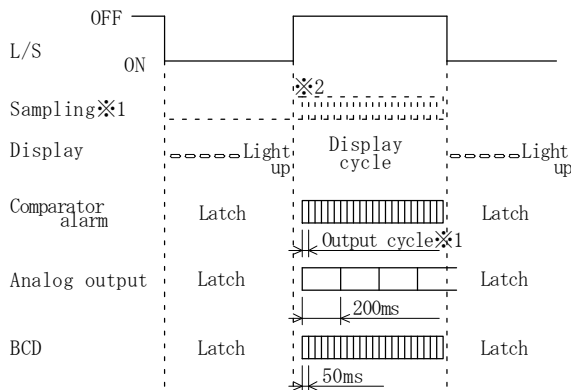 OFF
L/S
ON
※2
Sampling※1
Display Light up Display cycle Light up
Comparator alarm Latch Latch
Output cycle※1
Analog output Latch Latch
200ms
BCD Latch Latch
50ms